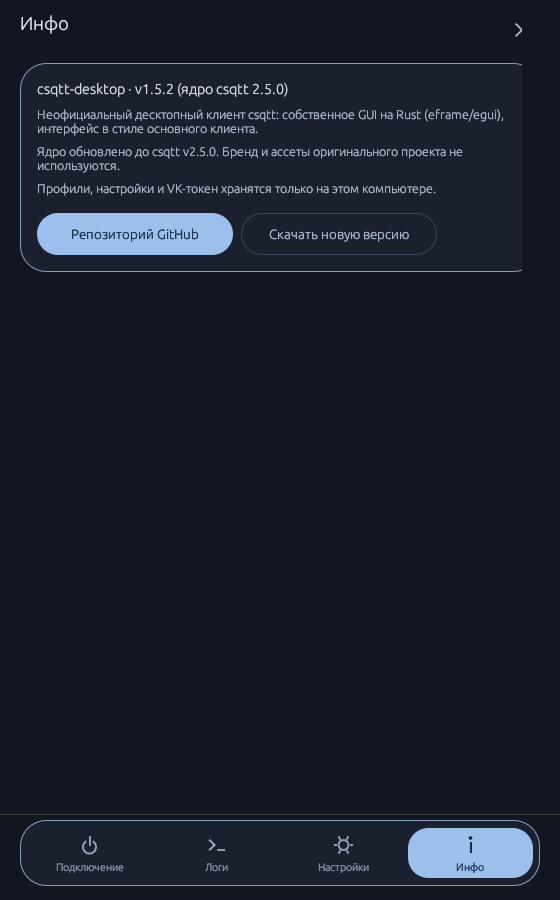 Инфо
csqtt-desktop · v1.5.2 (ядро csqtt 2.5.0)
Неофициальный десктопный клиент csqtt: собственное GUI на Rust (eframe/egui),
интерфейс в стиле основного клиента.
Ядро обновлено до csqtt v2.5.0. Бренд и ассеты оригинального проекта не
используются.
Профили, настройки и VK-токен хранятся только на этом компьютере.
Репозиторий GitHub
Скачать новую версию
Подключение
Логи
Настройки
Инфо